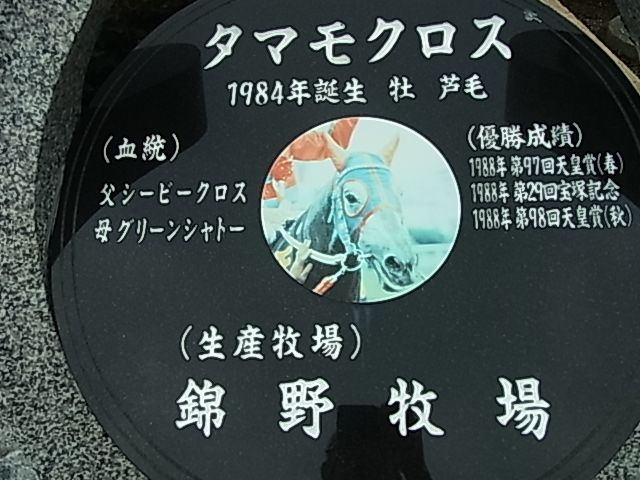 タマモクロス
1984年誕生 牡 芦毛
(血統)
父シービークロス
母グリーンシャトー
(優勝成績)
1988年 第97回天皇賞(春)
1988年 第29回宝塚記念
1988年 第98回天皇賞(秋)
(生産牧場)
錦野牧場